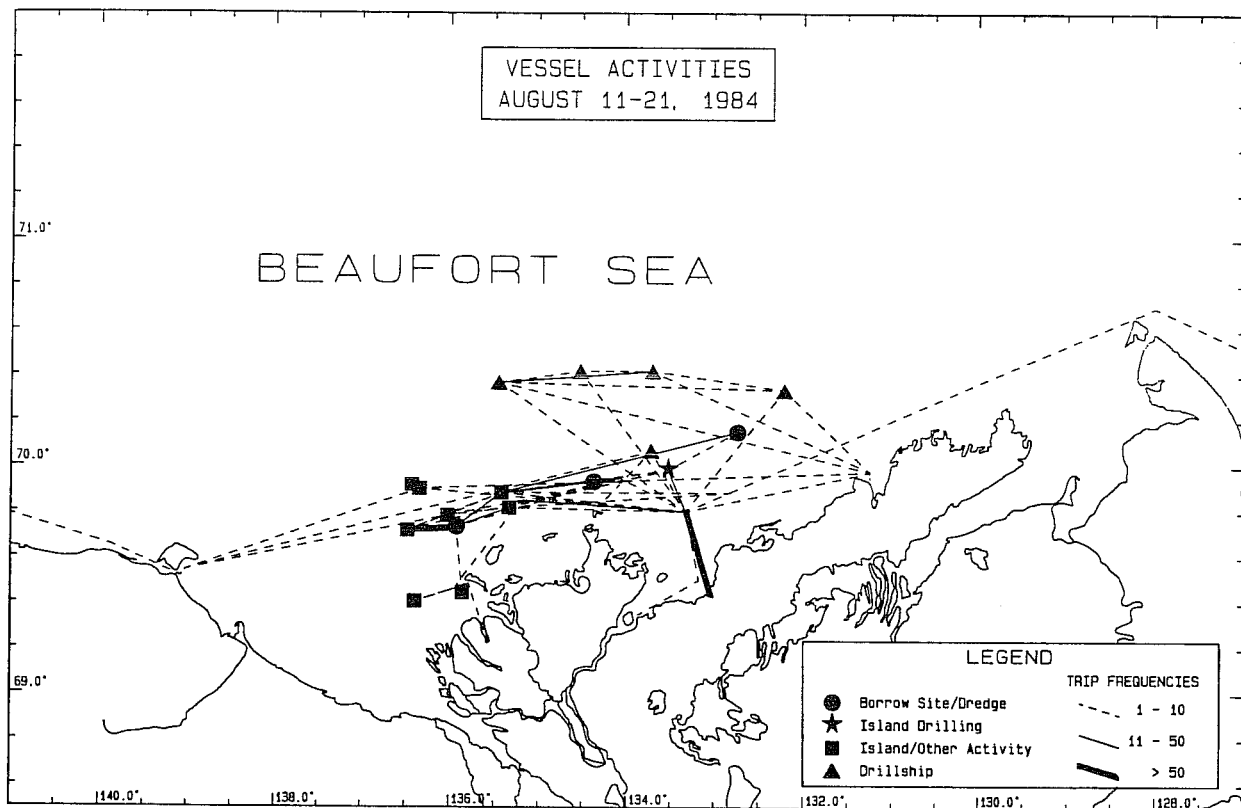 VESSEL ACTIVITIES
AUGUST 11-21, 1984
71.0°
BEAUFORT SEA
70.0°
69.0°
LEGEND
TRIP FREQUENCIES
Borrow Site/Dredge
1 - 10
Island Drilling
11 - 50
Island/Other Activity
> 50
Drillship
140.0° 138.0° 136.0° 134.0° 132.0° 130.0° 128.0°